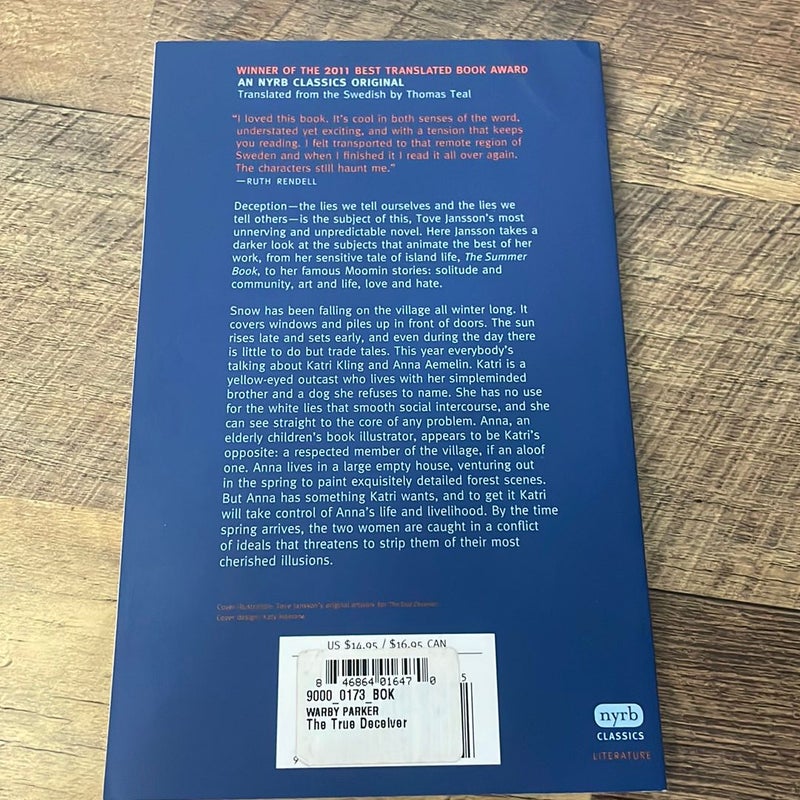 WINNER OF THE 2011 BEST TRANSLATED BOOK AWARD
AN NYRB CLASSICS ORIGINAL
Translated from the Swedish by Thomas Teal
“I loved this book. It’s cool in both senses of the word,
understated yet exciting, and with a tension that keeps
you reading. I felt transported to that remote region of
Sweden and when I finished it I read it all over again.
The characters still haunt me.”
—RUTH RENDELL
Deception—the lies we tell ourselves and the lies we
tell others—is the subject of this, Tove Jansson’s most
unnerving and unpredictable novel. Here Jansson takes a
darker look at the subjects that animate the best of her
work, from her sensitive tale of island life, The Summer
Book, to her famous Moomin stories: solitude and
community, art and life, love and hate.
Snow has been falling on the village all winter long. It
covers windows and piles up in front of doors. The sun
rises late and sets early, and even during the day there
is little to do but trade tales. This year everybody’s
talking about Katri Kling and Anna Aemelin. Katri is a
yellow-eyed outcast who lives with her simpleminded
brother and a dog she refuses to name. She has no use
for the white lies that smooth social intercourse, and she
can see straight to the core of any problem. Anna, an
elderly children’s book illustrator, appears to be Katri’s
opposite: a respected member of the village, if an aloof
one. Anna lives in a large empty house, venturing out
in the spring to paint exquisitely detailed forest scenes.
But Anna has something Katri wants, and to get it Katri
will take control of Anna’s life and livelihood. By the time
spring arrives, the two women are caught in a conflict
of ideals that threatens to strip them of their most
cherished illusions.
Cover illustration: Tove Jansson’s original artwork for The True Deceiver
Cover design: Katy Homans
US $14.95 / $16.95 CAN
8 46864 01647 0
5
9000_0173_BOK
WARBY PARKER
The True Deceiver
9
nyrb
CLASSICS
LITERATURE